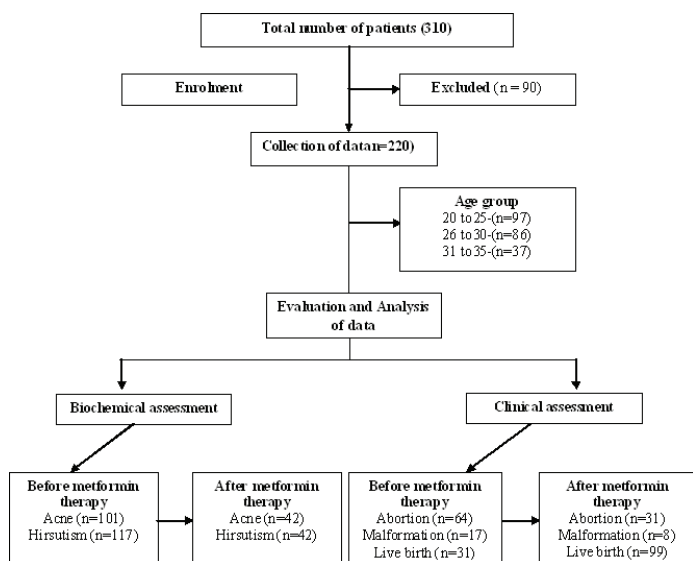 Total number of patients (310)
Enrolment
Excluded (n = 90)
Collection of datan=220)
Age group
20 to 25-(n=97)
26 to 30-(n=86)
31 to 35-(n=37)
Evaluation and Analysis
of data
Biochemical assessment
Clinical assessment
Before metformin
therapy
Acne (n=101)
Hirsutism (n=117)
After metformin
therapy
Acne (n=42)
Hirsutism (n=42)
Before metformin
therapy
Abortion (n=64)
Malformation (n=17)
Live birth (n=31)
After metformin
therapy
Abortion (n=31)
Malformation (n=8)
Live birth (n=99)